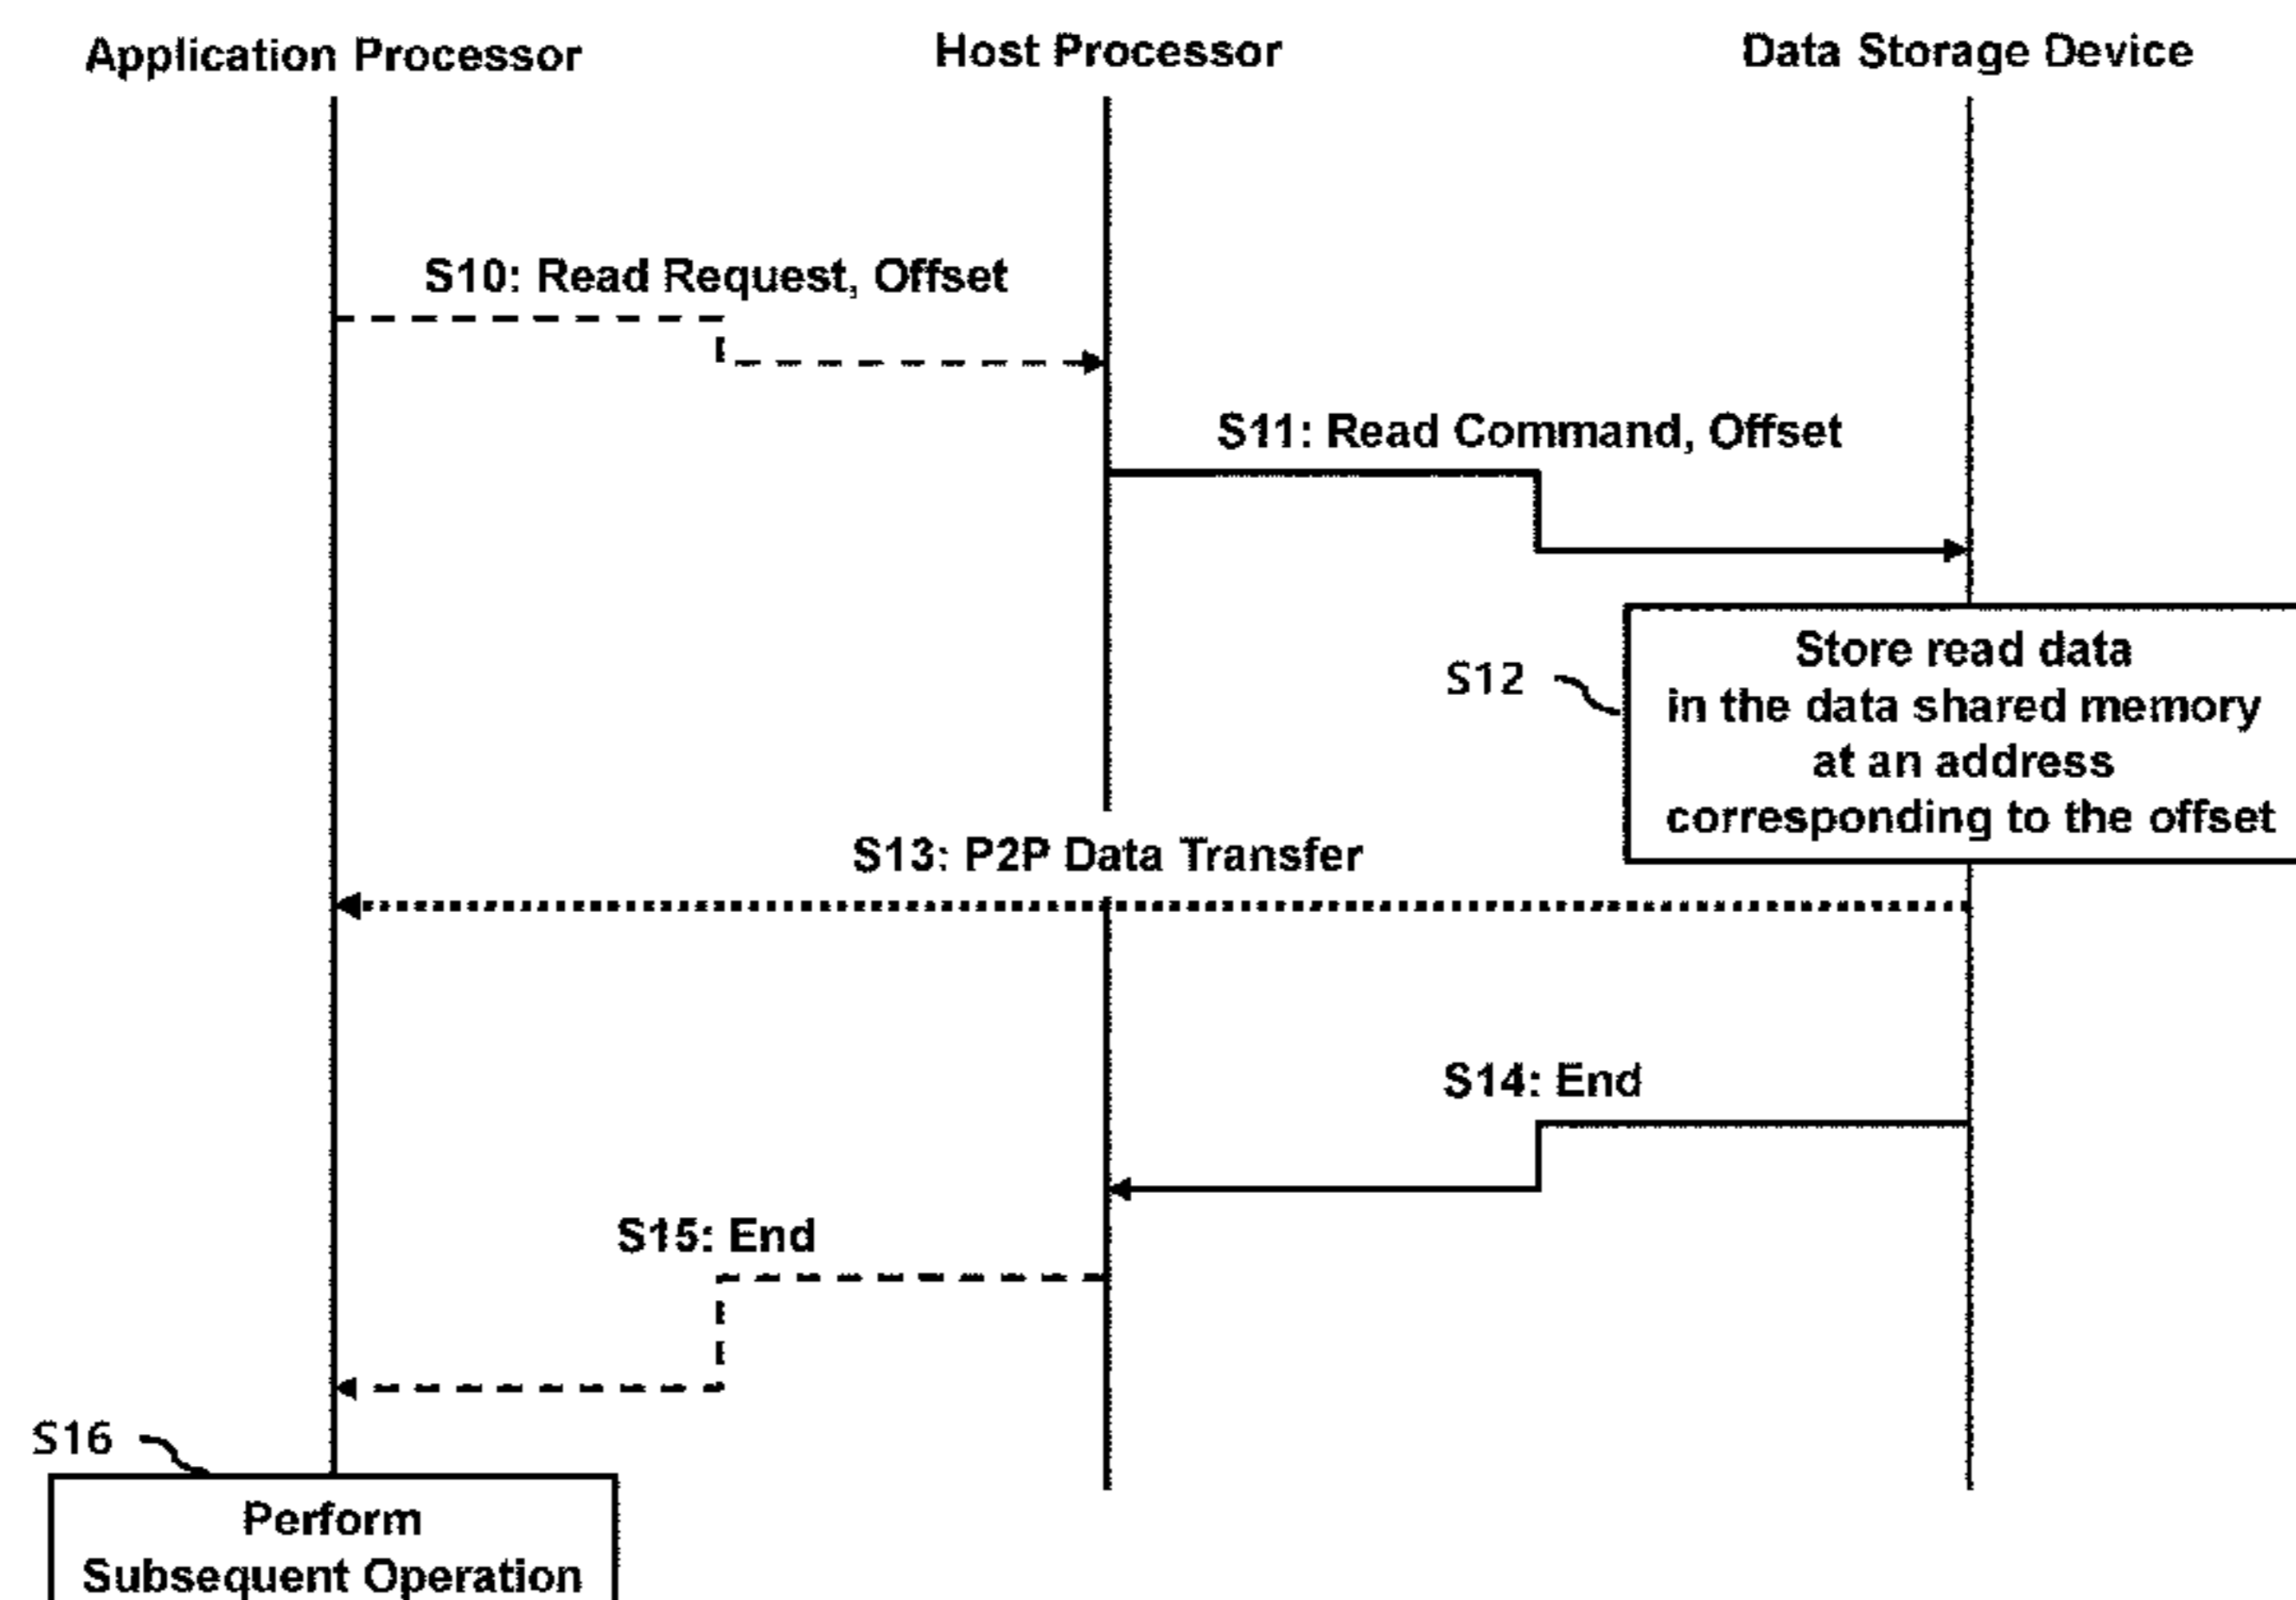 Application Processor
Host Processor
Data Storage Device
S10: Read Request, Offset
S11: Read Command, Offset
S12
Store read data
in the data shared memory
at an address
corresponding to the offset
S13: P2P Data Transfer
S14: End
S15: End
S16
Perform
Subsequent Operation